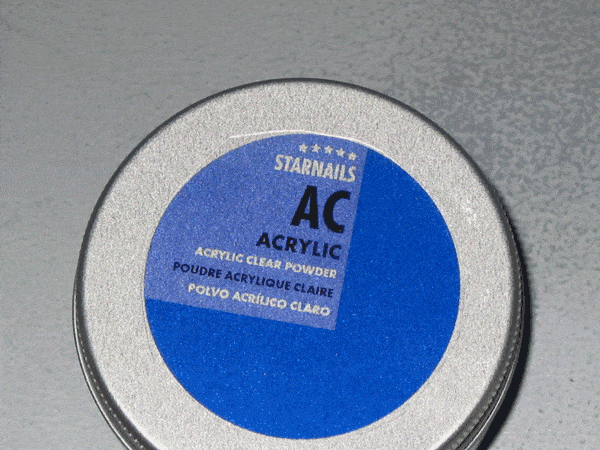 STARNAILS
AC
ACRYLIC
ACRYLIC CLEAR POWDER
POUDRE ACRYLIQUE CLAIRE
POLVO ACRÍLICO CLARO